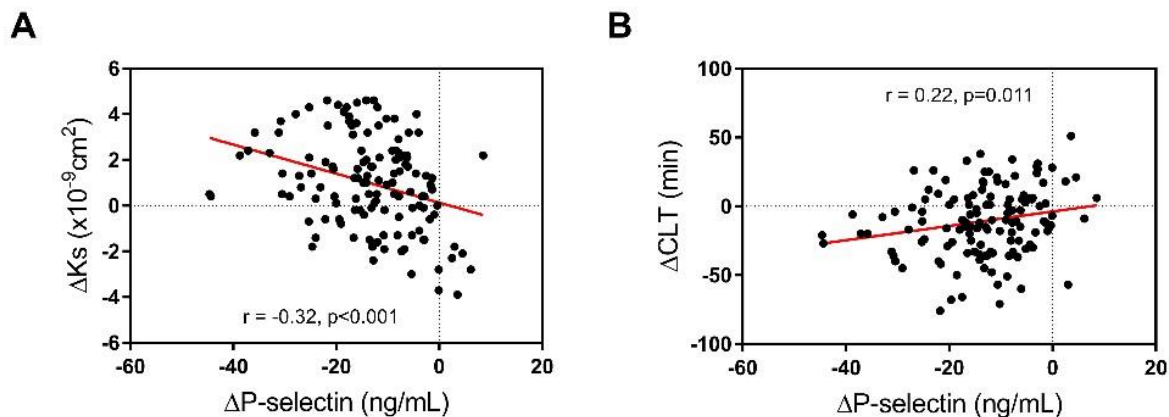 A
6
4
2
0
-2
-4
-6
ΔKs (x10⁻⁹cm²)
r = -0.32, p<0.001
-60 -40 -20 0 20
ΔP-selectin (ng/mL)
B
100
50
0
-50
-100
ΔCLT (min)
r = 0.22, p=0.011
-60 -40 -20 0 20
ΔP-selectin (ng/mL)